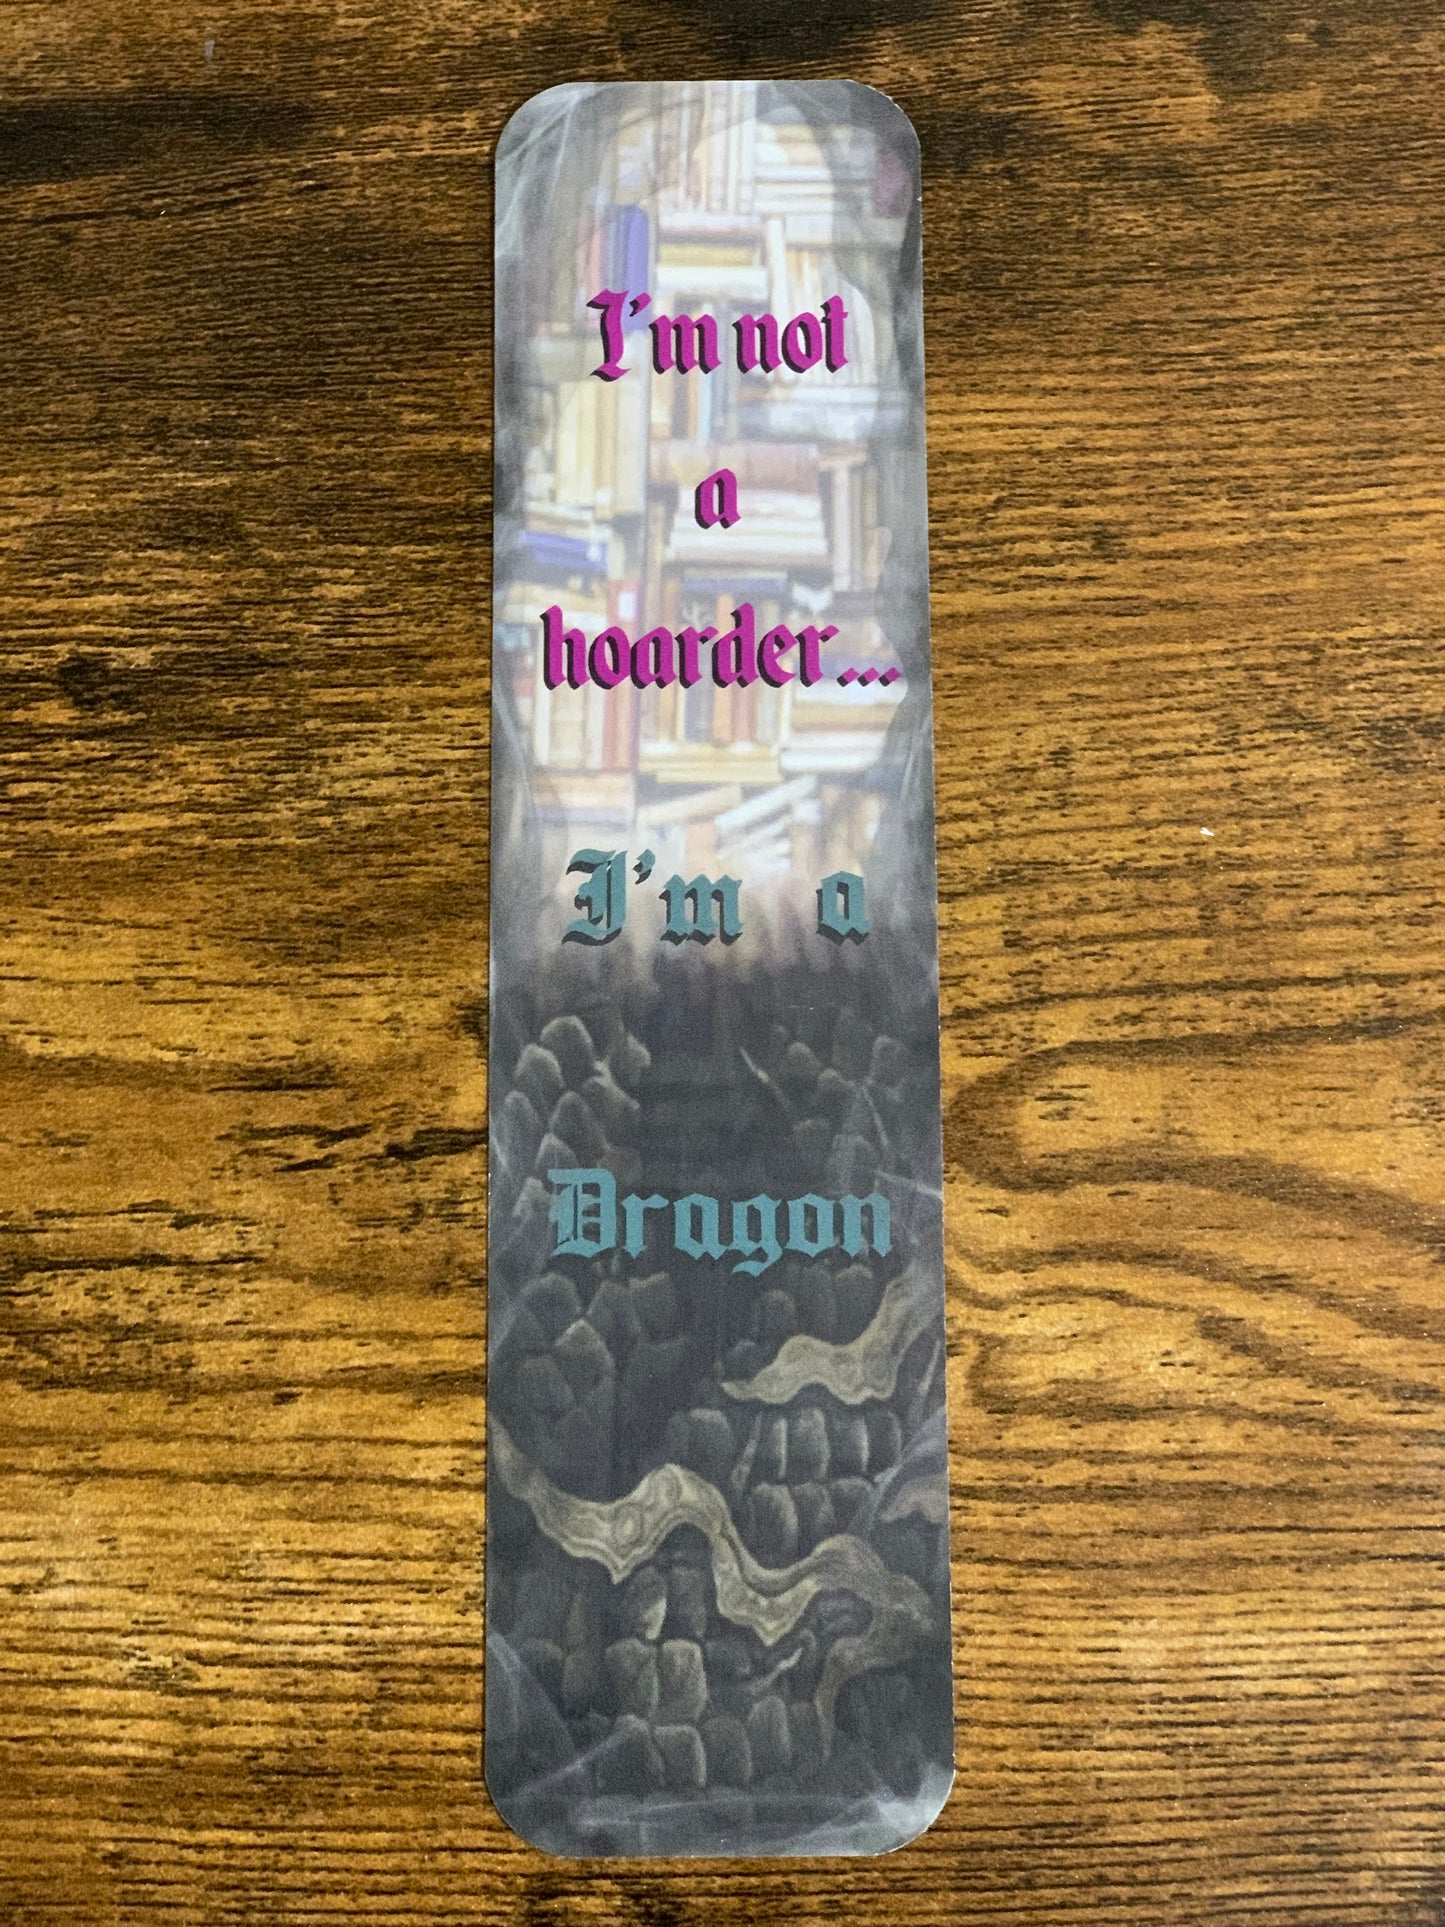 I'm not
a
hoarder...
I'm a
Dragon